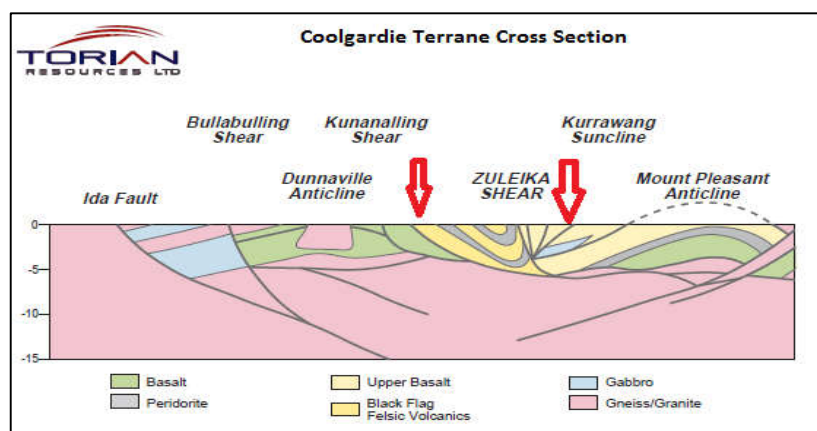 TORIAN
RESOURCES LTD
Coolgardie Terrane Cross Section
Bullabulling
Shear
Kunanalling
Shear
Kurrawang
Suncline
Ida Fault
Dunnaville
Anticline
ZULEIKA
SHEAR
Mount Pleasant
Anticline
0
-5
-10
-15
Basalt
Upper Basalt
Gabbro
Peridorite
Black Flag
Felsic Volcanics
Gneiss/Granite